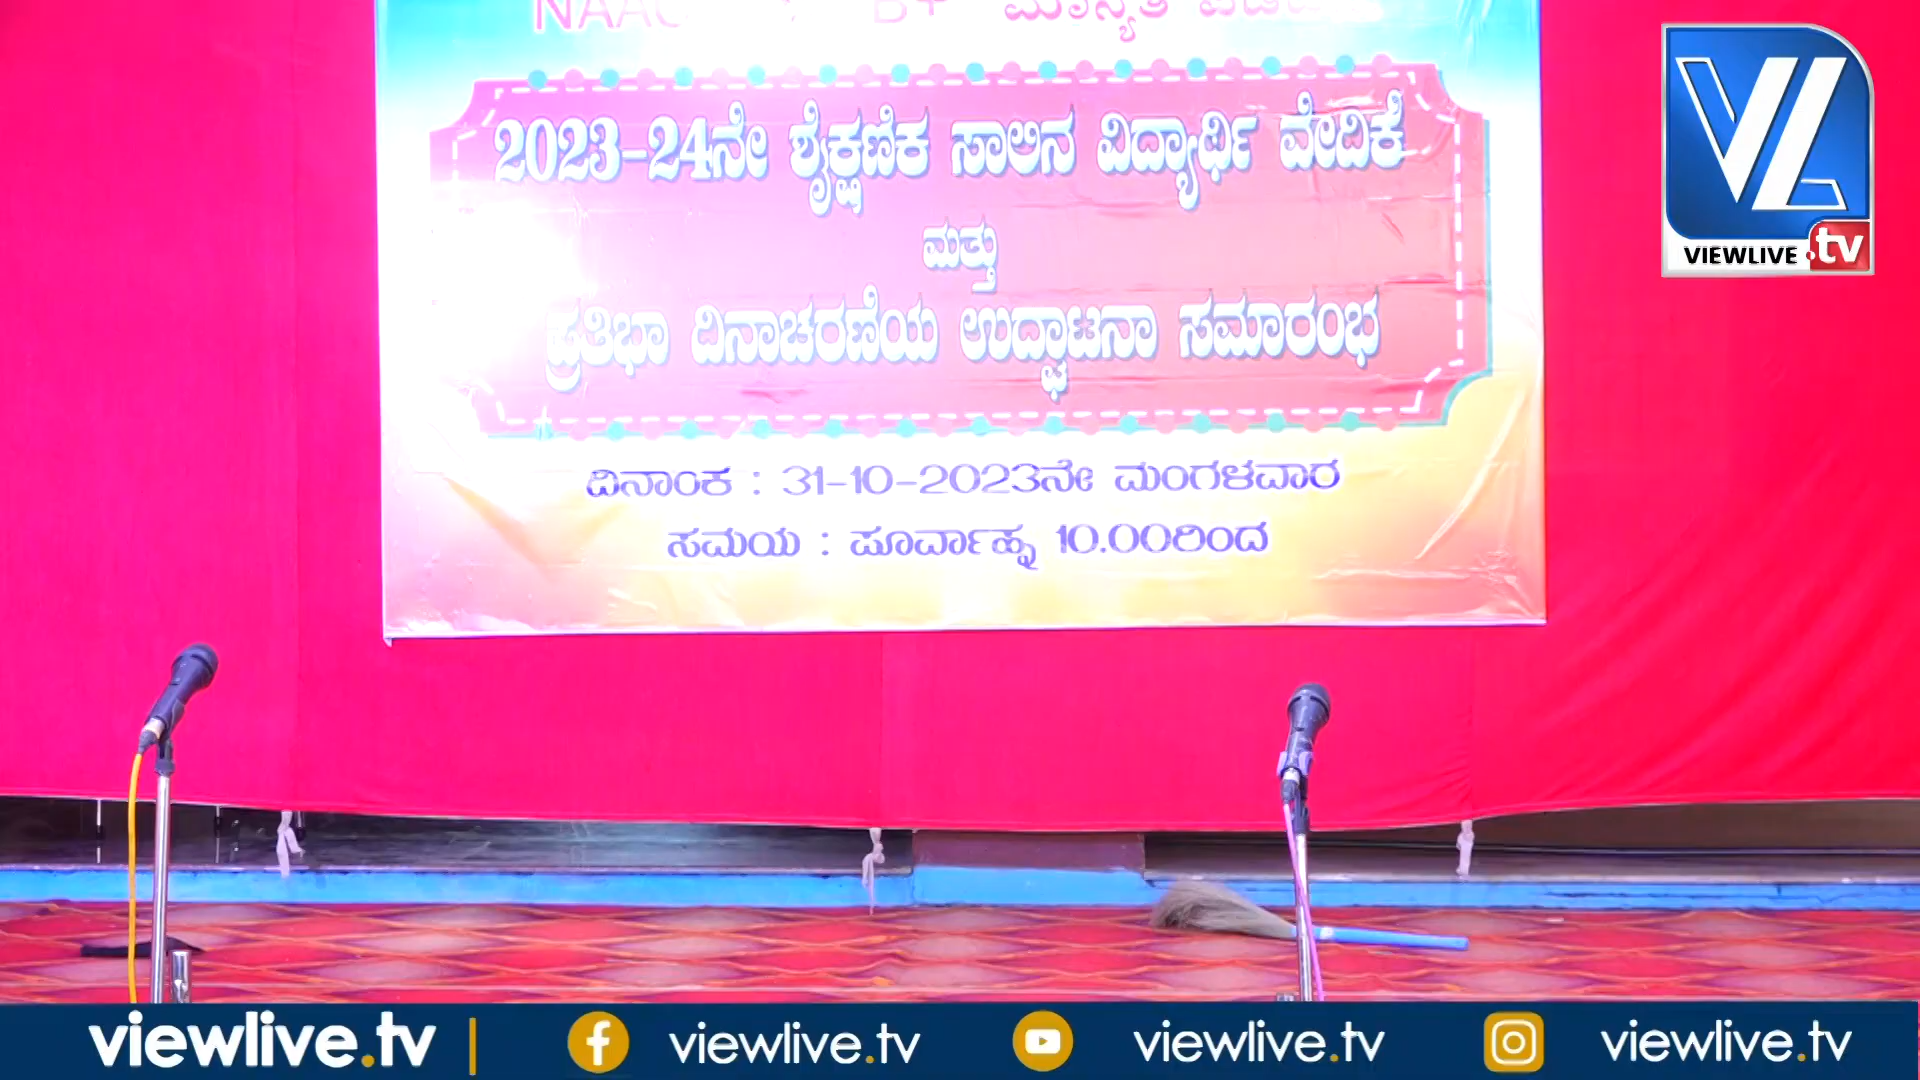 2023-24ನೇ ಶೈಕ್ಷಣಿಕ ಸಾಲಿನ ವಿದ್ಯಾರ್ಥಿ ವೇದಿಕೆ
ಮತ್ತು
ಪ್ರತಿಭಾ ದಿನಾಚರಣೆಯ ಉದ್ಘಾಟನಾ ಸಮಾರಂಭ
ದಿನಾಂಕ : 31-10-2023ನೇ ಮಂಗಳವಾರ
ಸಮಯ : ಪೂರ್ವಾಹ್ನ 10.00ರಿಂದ
VL
VIEWLIVE.tv
viewlive.tv | viewlive.tv viewlive.tv viewlive.tv